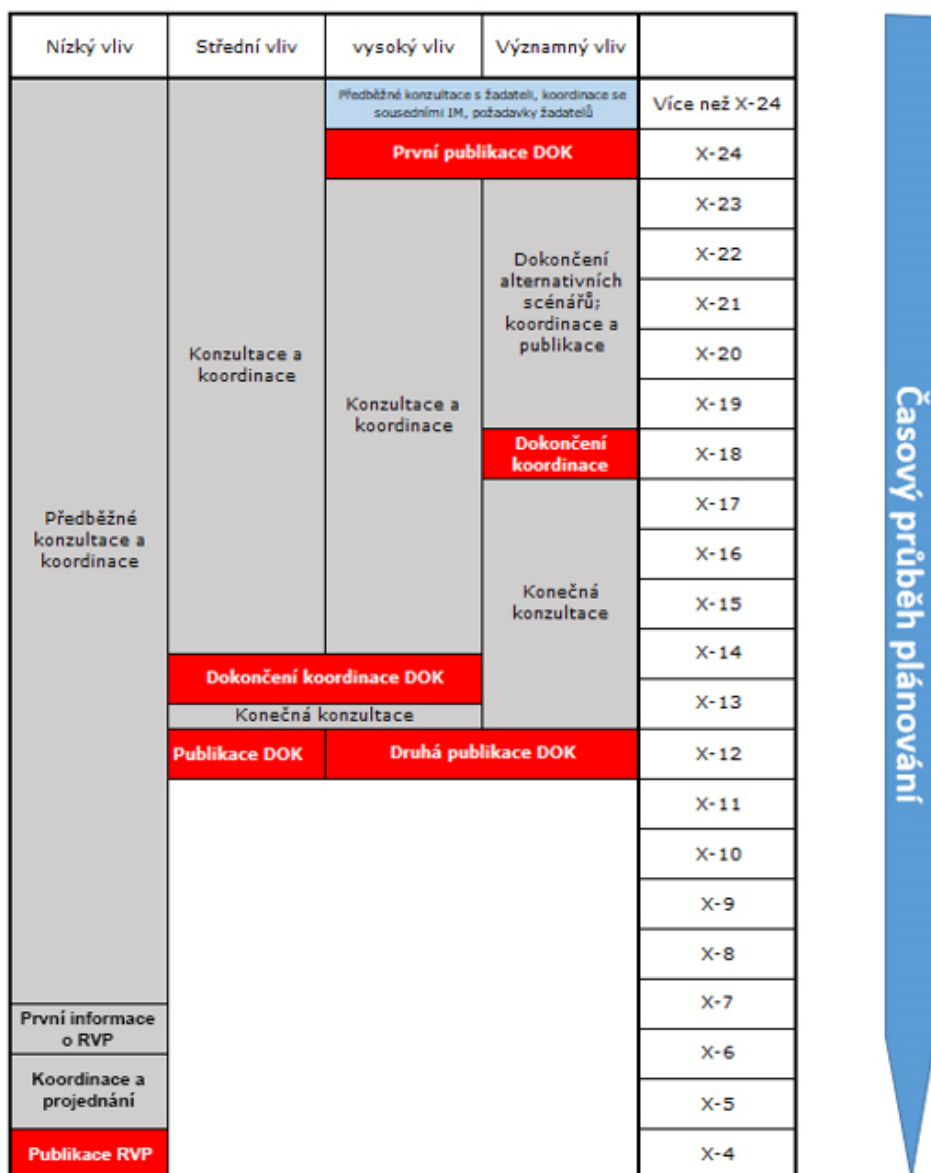 Nízký vliv
Střední vliv
vysoký vliv
Významný vliv
Předběžné konzultace s žadateli, koordinace se
sousedními IM, požadavky žadatelů
Více než X-24
První publikace DOK
X-24
X-23
X-22
X-21
X-20
X-19
X-18
X-17
X-16
X-15
X-14
X-13
X-12
X-11
X-10
X-9
X-8
X-7
X-6
X-5
X-4
Dokončení
alternativních
scénářů;
koordinace a
publikace
Konzultace a
koordinace
Konzultace a
koordinace
Dokončení
koordinace
Předběžné
konzultace a
koordinace
Konečná
konzultace
Dokončení koordinace DOK
Konečná konzultace
Publikace DOK
Druhá publikace DOK
První informace
o RVP
Koordinace a
projednání
Publikace RVP
Časový průběh plánování